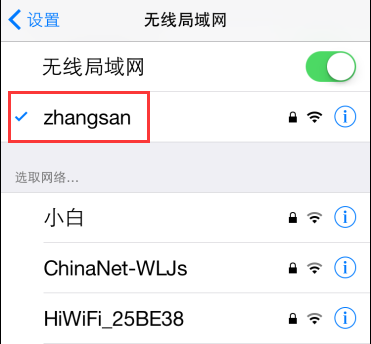 设置 无线局域网
无线局域网
zhangsan
选取网络...
小白
ChinaNet-WLJs
HiWiFi_25BE38